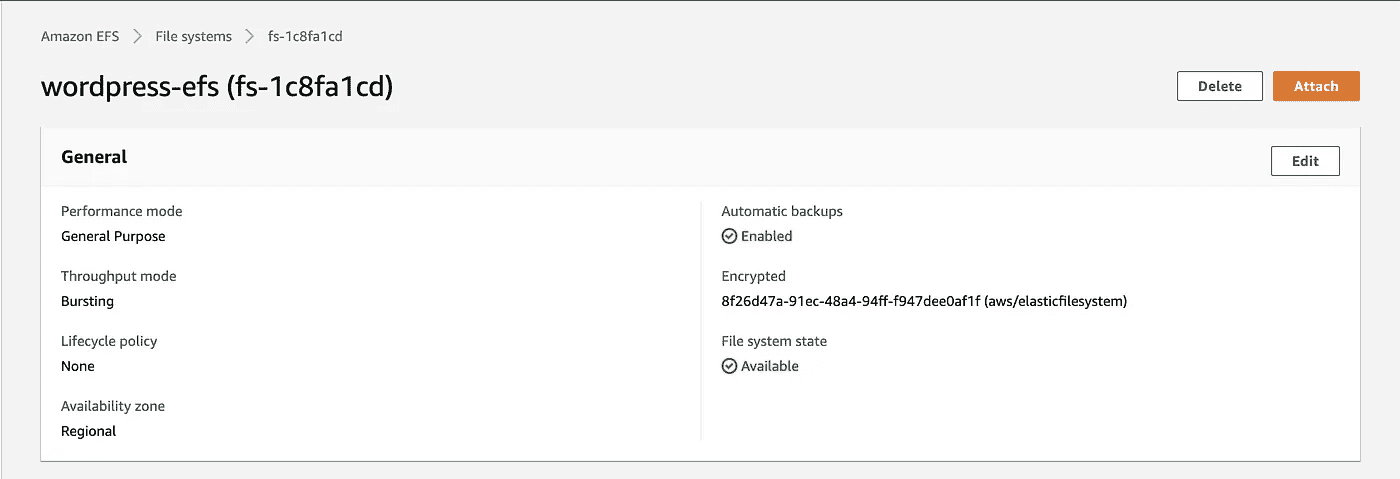 Amazon EFS > File systems > fs-1c8fa1cd
wordpress-efs (fs-1c8fa1cd)
Delete
Attach
General
Edit
Performance mode
General Purpose
Throughput mode
Bursting
Lifecycle policy
None
Availability zone
Regional
Automatic backups
Enabled
Encrypted
8f26d47a-91ec-48a4-94ff-f947dee0af1f (aws/elasticfilesystem)
File system state
Available